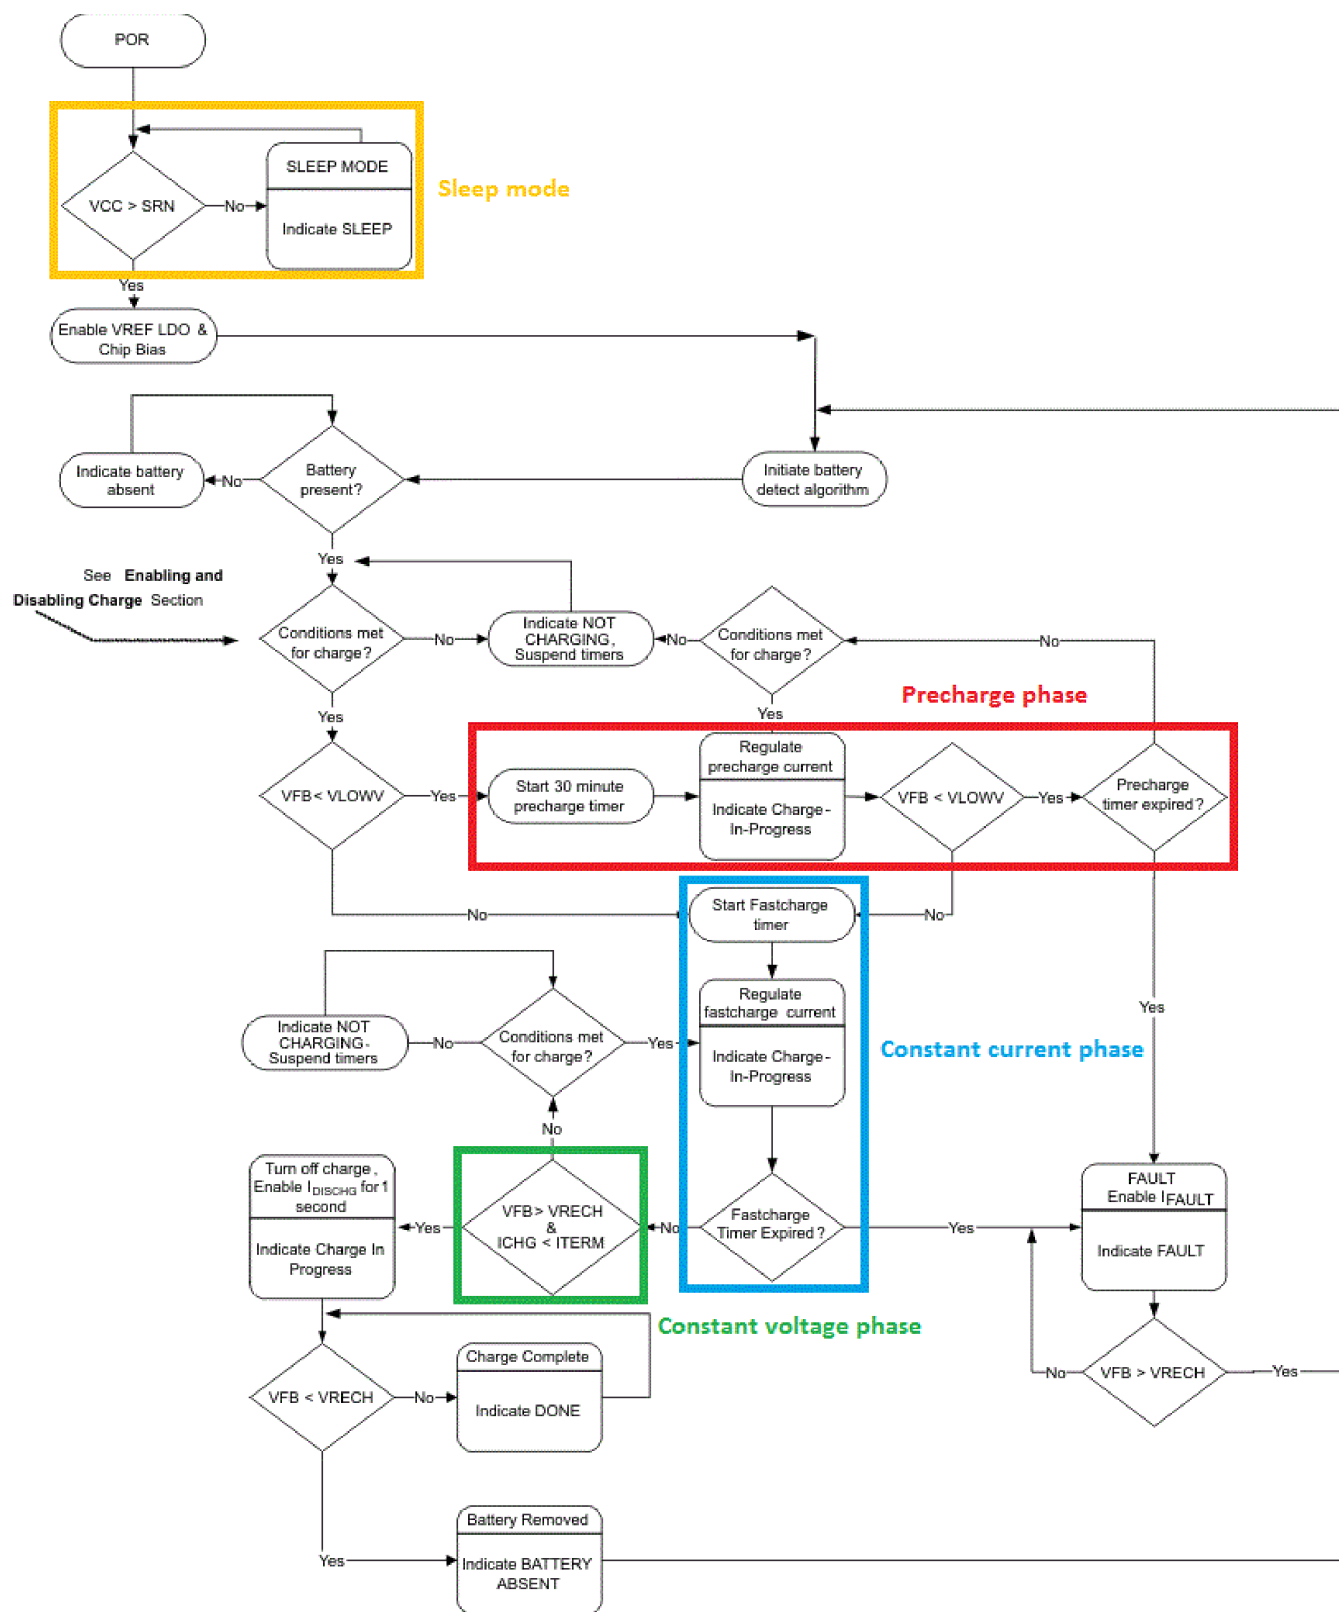 POR
SLEEP MODE
Sleep mode
VCC > SRN
No
Indicate SLEEP
Yes
Enable VREF LDO &
Chip Bias
Indicate battery
absent
No
Battery
present?
Initiate battery
detect algorithm
Yes
See Enabling and
Disabling Charge Section
Conditions met
for charge?
No
Indicate NOT
CHARGING,
Suspend timers
No
Conditions met
for charge?
No
Precharge phase
Yes
Yes
VFB < VLOWV
Yes
Start 30 minute
precharge timer
Regulate
precharge current
Indicate Charge-
In-Progress
VFB < VLOWV
Yes
Precharge
timer expired?
No
Start Fastcharge
timer
No
Regulate
fastcharge current
Indicate Charge-
In-Progress
Constant current phase
Yes
Indicate NOT
CHARGING-
Suspend timers
No
Conditions met
for charge?
Yes
No
Turn off charge,
Enable IDISCHG for 1
second
Indicate Charge In
Progress
Yes
VFB > VRECH
&
ICHG < ITERM
No
Fastcharge
Timer Expired?
Yes
FAULT
Enable IFAULT
Indicate FAULT
Constant voltage phase
VFB < VRECH
No
Charge Complete
Indicate DONE
No
VFB > VRECH
Yes
Yes
Battery Removed
Indicate BATTERY
ABSENT